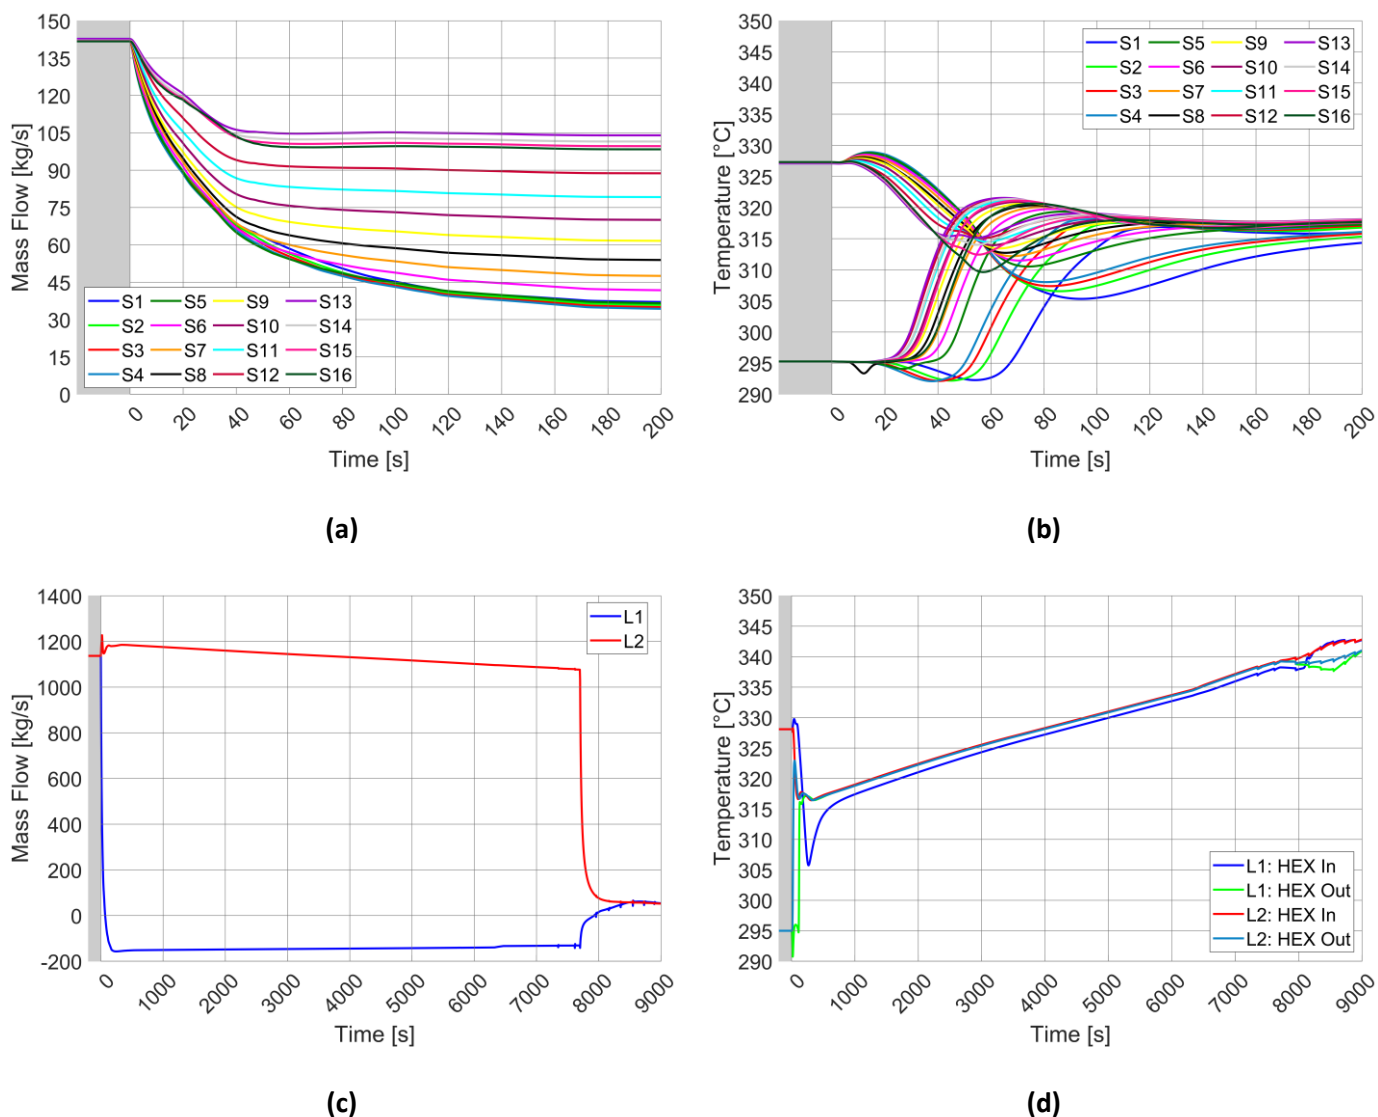 150
135
120
105
90
75
60
45
30
15
0
Mass Flow [kg/s]
S1 S5 S9 S13
S2 S6 S10 S14
S3 S7 S11 S15
S4 S8 S12 S16
0 20 40 60 80 100 120 140 160 180 200
Time [s]
(a)
350
345
340
335
330
325
320
315
310
305
300
295
290
Temperature [°C]
S1 S5 S9 S13
S2 S6 S10 S14
S3 S7 S11 S15
S4 S8 S12 S16
0 20 40 60 80 100 120 140 160 180 200
Time [s]
(b)
1400
1200
1000
800
600
400
200
0
-200
Mass Flow [kg/s]
L1
L2
0 1000 2000 3000 4000 5000 6000 7000 8000 9000
Time [s]
(c)
350
345
340
335
330
325
320
315
310
305
300
295
290
Temperature [°C]
L1: HEX In
L1: HEX Out
L2: HEX In
L2: HEX Out
0 1000 2000 3000 4000 5000 6000 7000 8000 9000
Time [s]
(d)